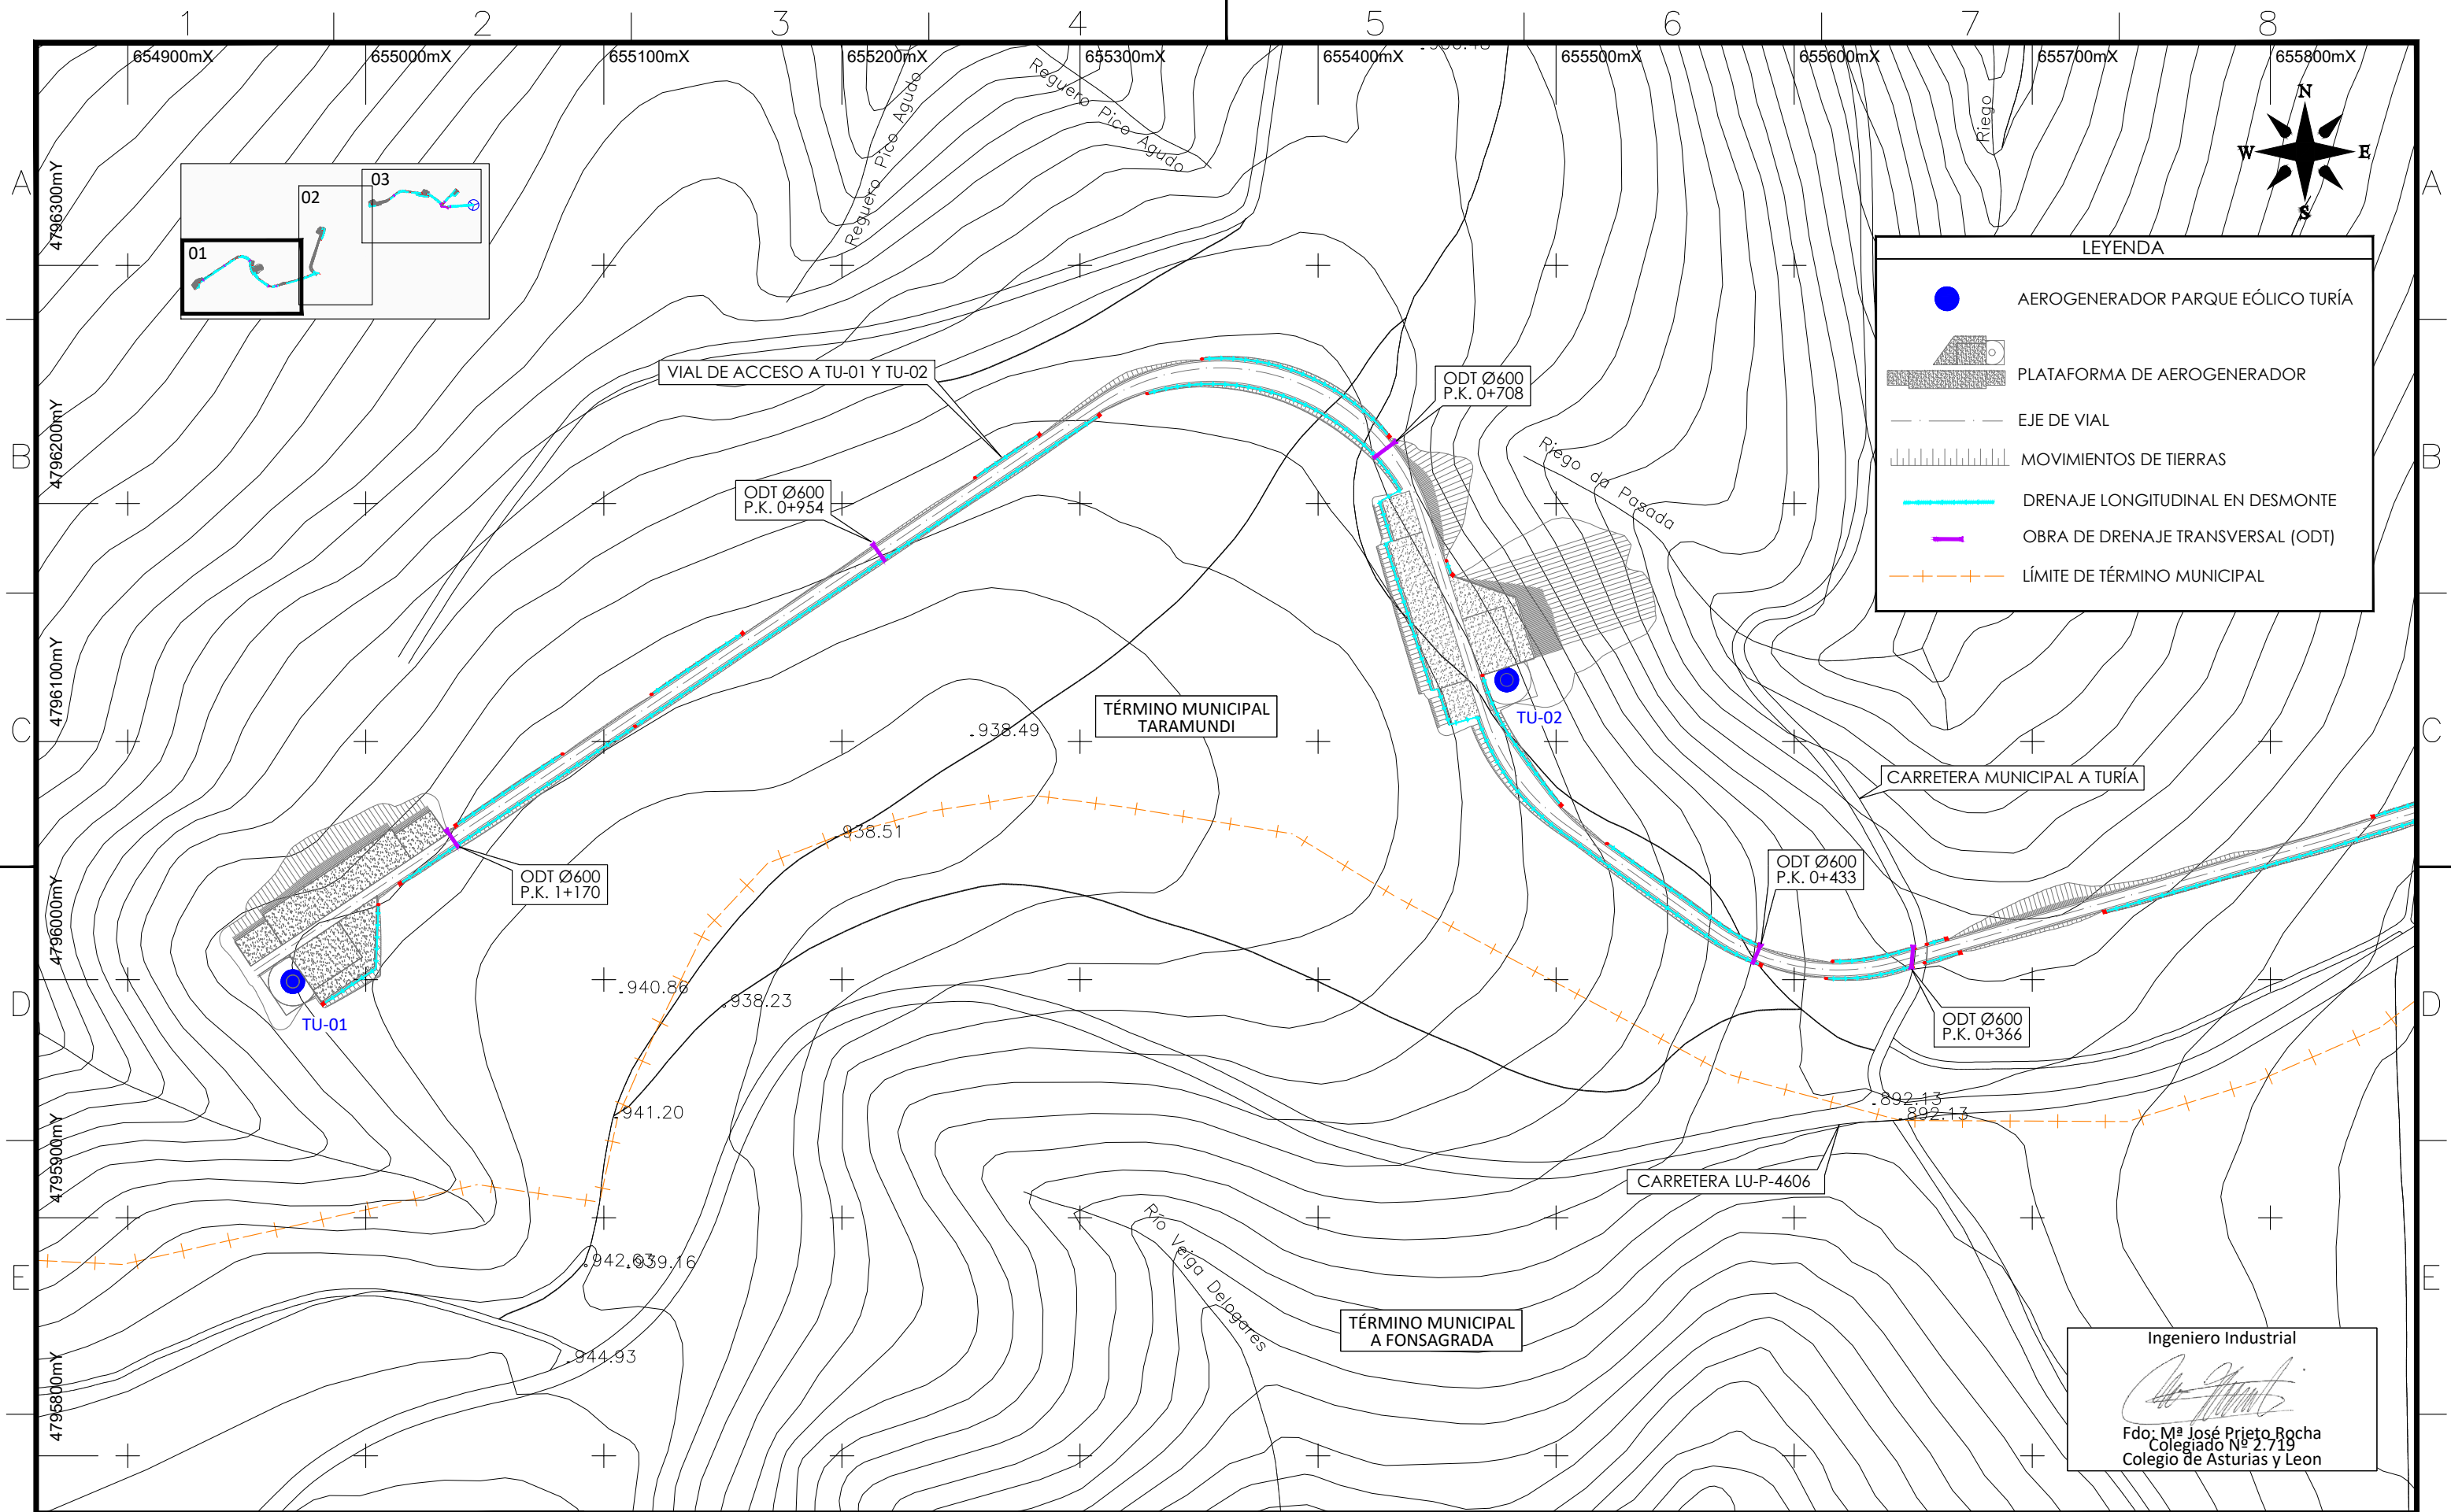 1 2 3 4 5 6 7 8
654900mX 655000mX 655100mX 655200mX 655300mX 655400mX 655500mX 655600mX 655700mX 655800mX
A
A
B
B
C
C
D
D
E
E
4796300mY
4796200mY
4796100mY
4796000mY
4795900mY
4795800mY
01
02
03
Reguero Pico Agudo
Reguero Pico Agudo
Riego
N
W
E
S
LEYENDA
AEROGENERADOR PARQUE EÓLICO TURÍA
PLATAFORMA DE AEROGENERADOR
EJE DE VIAL
MOVIMIENTOS DE TIERRAS
DRENAJE LONGITUDINAL EN DESMONTE
OBRA DE DRENAJE TRANSVERSAL (ODT)
LÍMITE DE TÉRMINO MUNICIPAL
VIAL DE ACCESO A TU-01 Y TU-02
ODT Ø600
P.K. 0+708
ODT Ø600
P.K. 0+954
Riego da Pasada
TÉRMINO MUNICIPAL
TARAMUNDI
TU-02
938.49
CARRETERA MUNICIPAL A TURÍA
938.51
ODT Ø600
P.K. 1+170
ODT Ø600
P.K. 0+433
940.86
938.23
TU-01
ODT Ø600
P.K. 0+366
941.20
892.13
892.13
CARRETERA LU-P-4606
Río Veiga Delogares
942.63
939.16
TÉRMINO MUNICIPAL
A FONSAGRADA
944.93
Ingeniero Industrial
Fdo: Mª José Prieto Rocha
Colegiado Nº 2.719
Colegio de Asturias y Leon